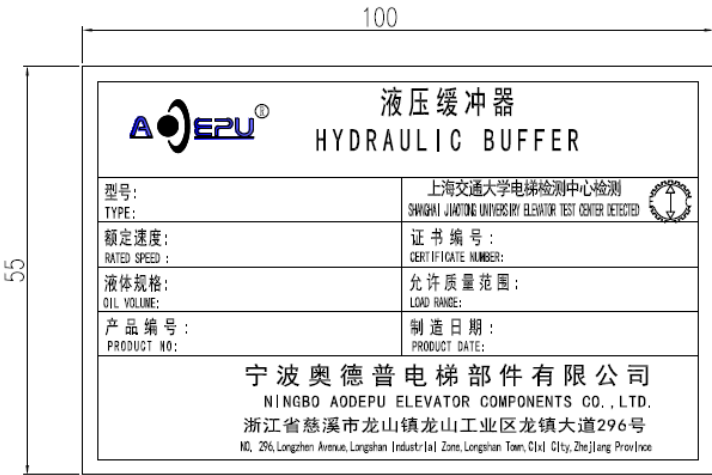 100
55
AODEPU®
液压缓冲器
HYDRAULIC BUFFER
型号:
TYPE:
上海交通大学电梯检测中心检测
SHANGHAI JIAOTONG UNIVERSIRY ELEVATOR TEST CENTER DETECTED
额定速度:
RATED SPEED :
证书编号:
CERTIFICATE NUMBER:
液体规格:
OIL VOLUME:
允许质量范围:
LOAD RANGE:
产品编号:
PRODUCT NO:
制造日期:
PRODUCT DATE:
宁波奥德普电梯部件有限公司
NINGBO AODEPU ELEVATOR COMPONENTS CO.,LTD.
浙江省慈溪市龙山镇龙山工业区龙镇大道296号
NO, 296,Longzhen Avenue,Longshan Industrial Zone,Longshan Town,Cixi City,Zhejiang Province